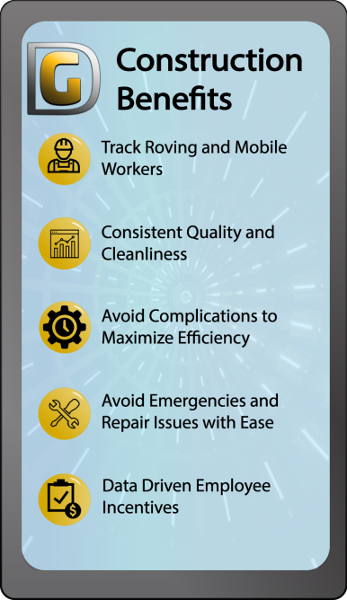 DG
Construction
Benefits
Track Roving and Mobile
Workers
Consistent Quality and
Cleanliness
Avoid Complications to
Maximize Efficiency
Avoid Emergencies and
Repair Issues with Ease
Data Driven Employee
$
Incentives